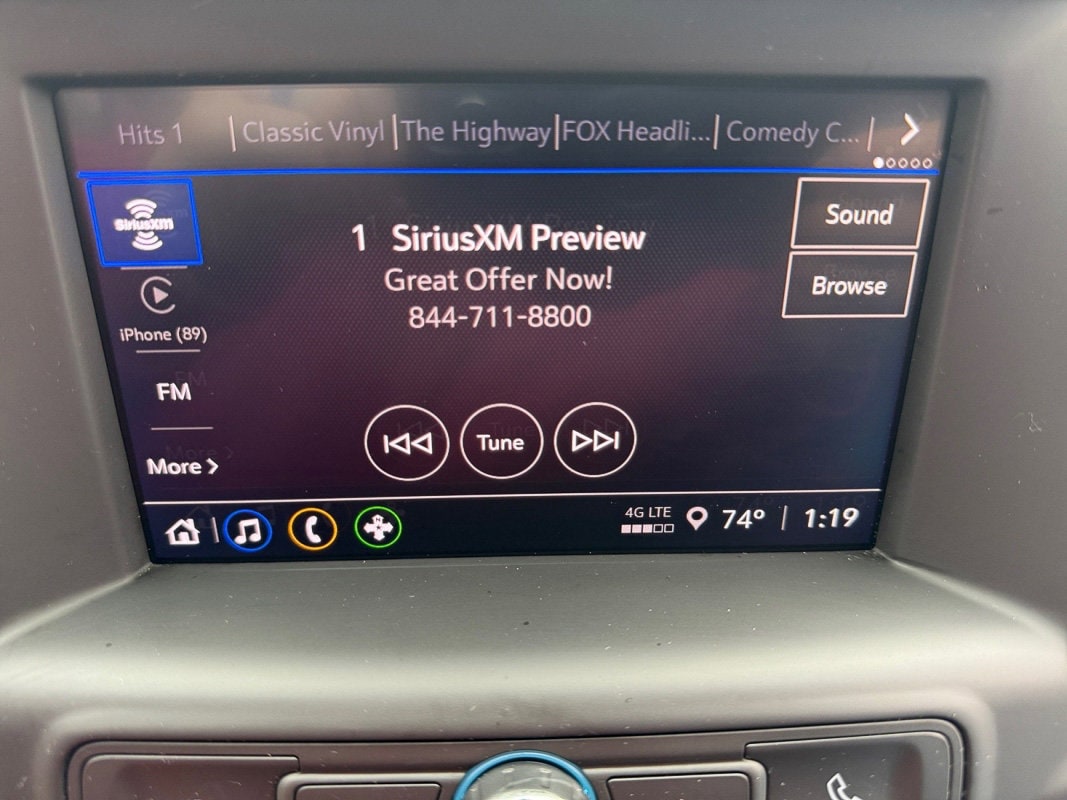 Hits 1 | Classic Vinyl | The Highway | FOX Headli... | Comedy C... |
SiriusXM
Sound
1 SiriusXM Preview
Great Offer Now!
Browse
844-711-8800
iPhone (89)
FM
Tune
More
4G LTE
74° | 1:19